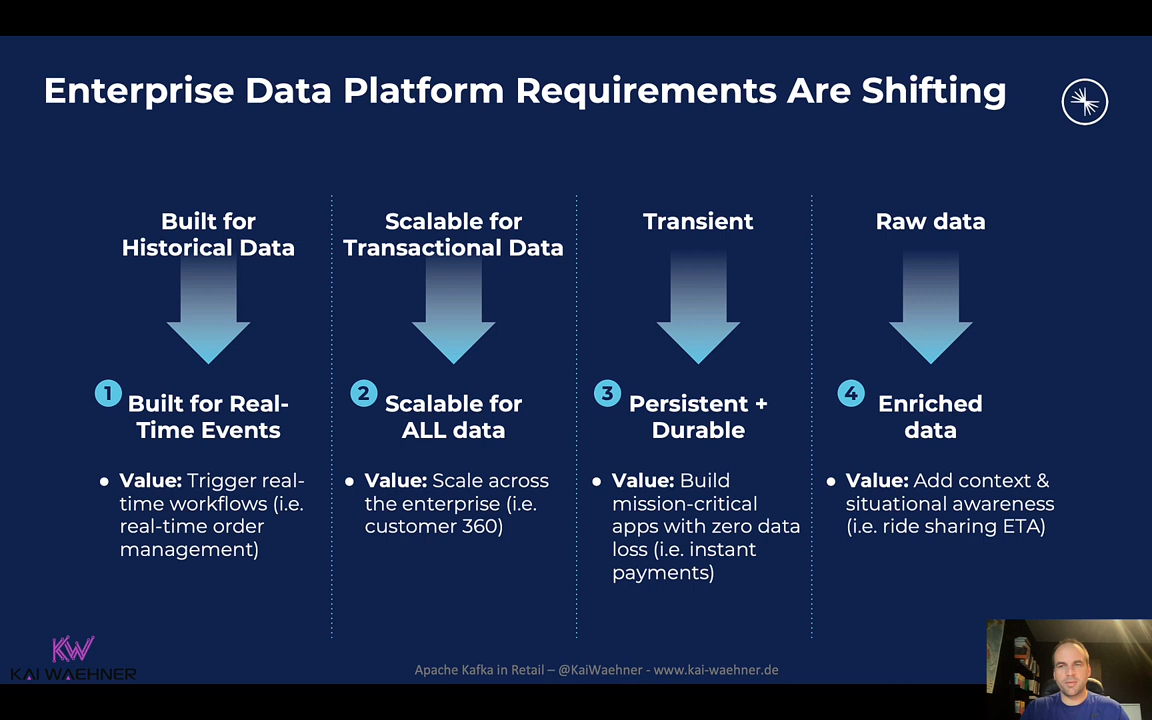 Enterprise Data Platform Requirements Are Shifting
Built for
Historical Data
1
Built for Real-
Time Events
● Value: Trigger real-
time workflows (i.e.
real-time order
management)
Scalable for
Transactional Data
2
Scalable for
ALL data
● Value: Scale across
the enterprise (i.e.
customer 360)
Transient
3
Persistent +
Durable
● Value: Build
mission-critical
apps with zero data
loss (i.e. instant
payments)
Raw data
4
Enriched
data
● Value: Add context &
situational awareness
(i.e. ride sharing ETA)
KW
KAI WAEHNER
Apache Kafka in Retail – @KaiWaehner - www.kai-waehner.de